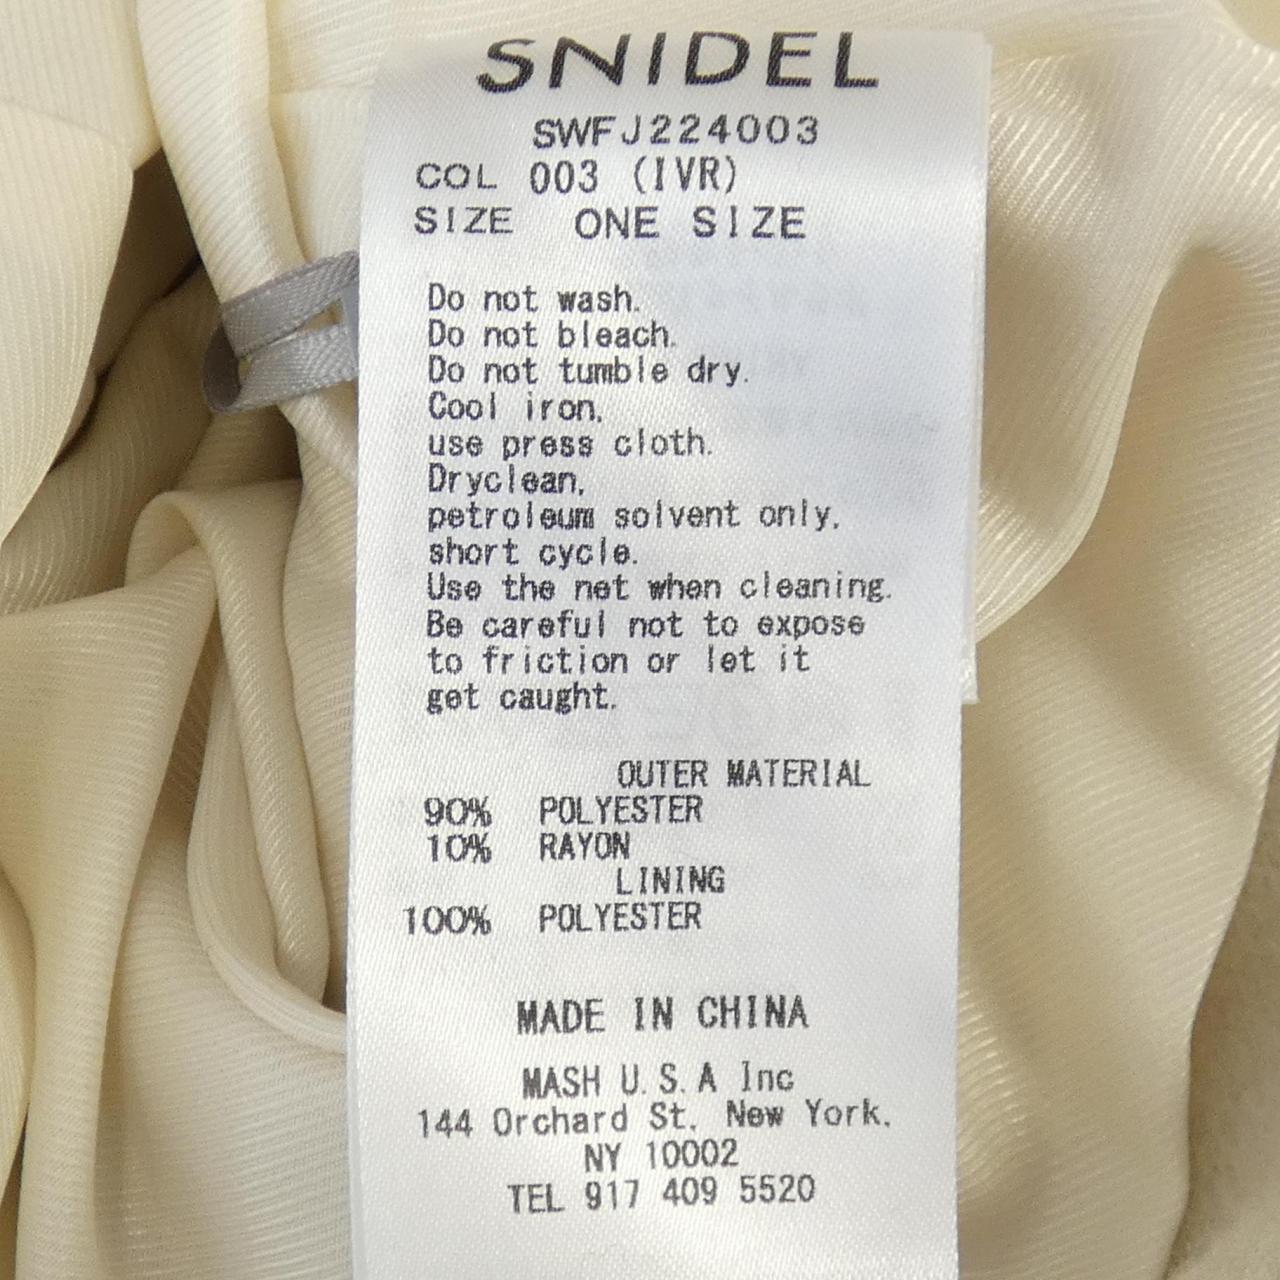 SNIDEL
SWFJ224003
COL 003 (IVR)
SIZE ONE SIZE
Do not wash.
Do not bleach.
Do not tumble dry.
Cool iron,
use press cloth.
Dryclean,
petroleum solvent only,
short cycle.
Use the net when cleaning.
Be careful not to expose
to friction or let it
get caught.
OUTER MATERIAL
90% POLYESTER
10% RAYON
LINING
100% POLYESTER
MADE IN CHINA
MASH U.S.A Inc
144 Orchard St, New York,
NY 10002
TEL 917 409 5520